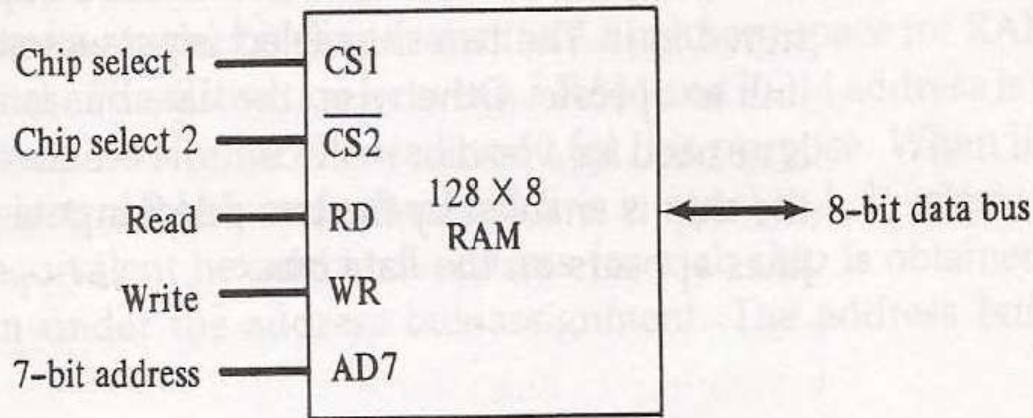 Chip select 1 CS1
Chip select 2 C̅S̅2̅
Read RD 128 × 8 RAM 8-bit data bus
Write WR
7-bit address AD7